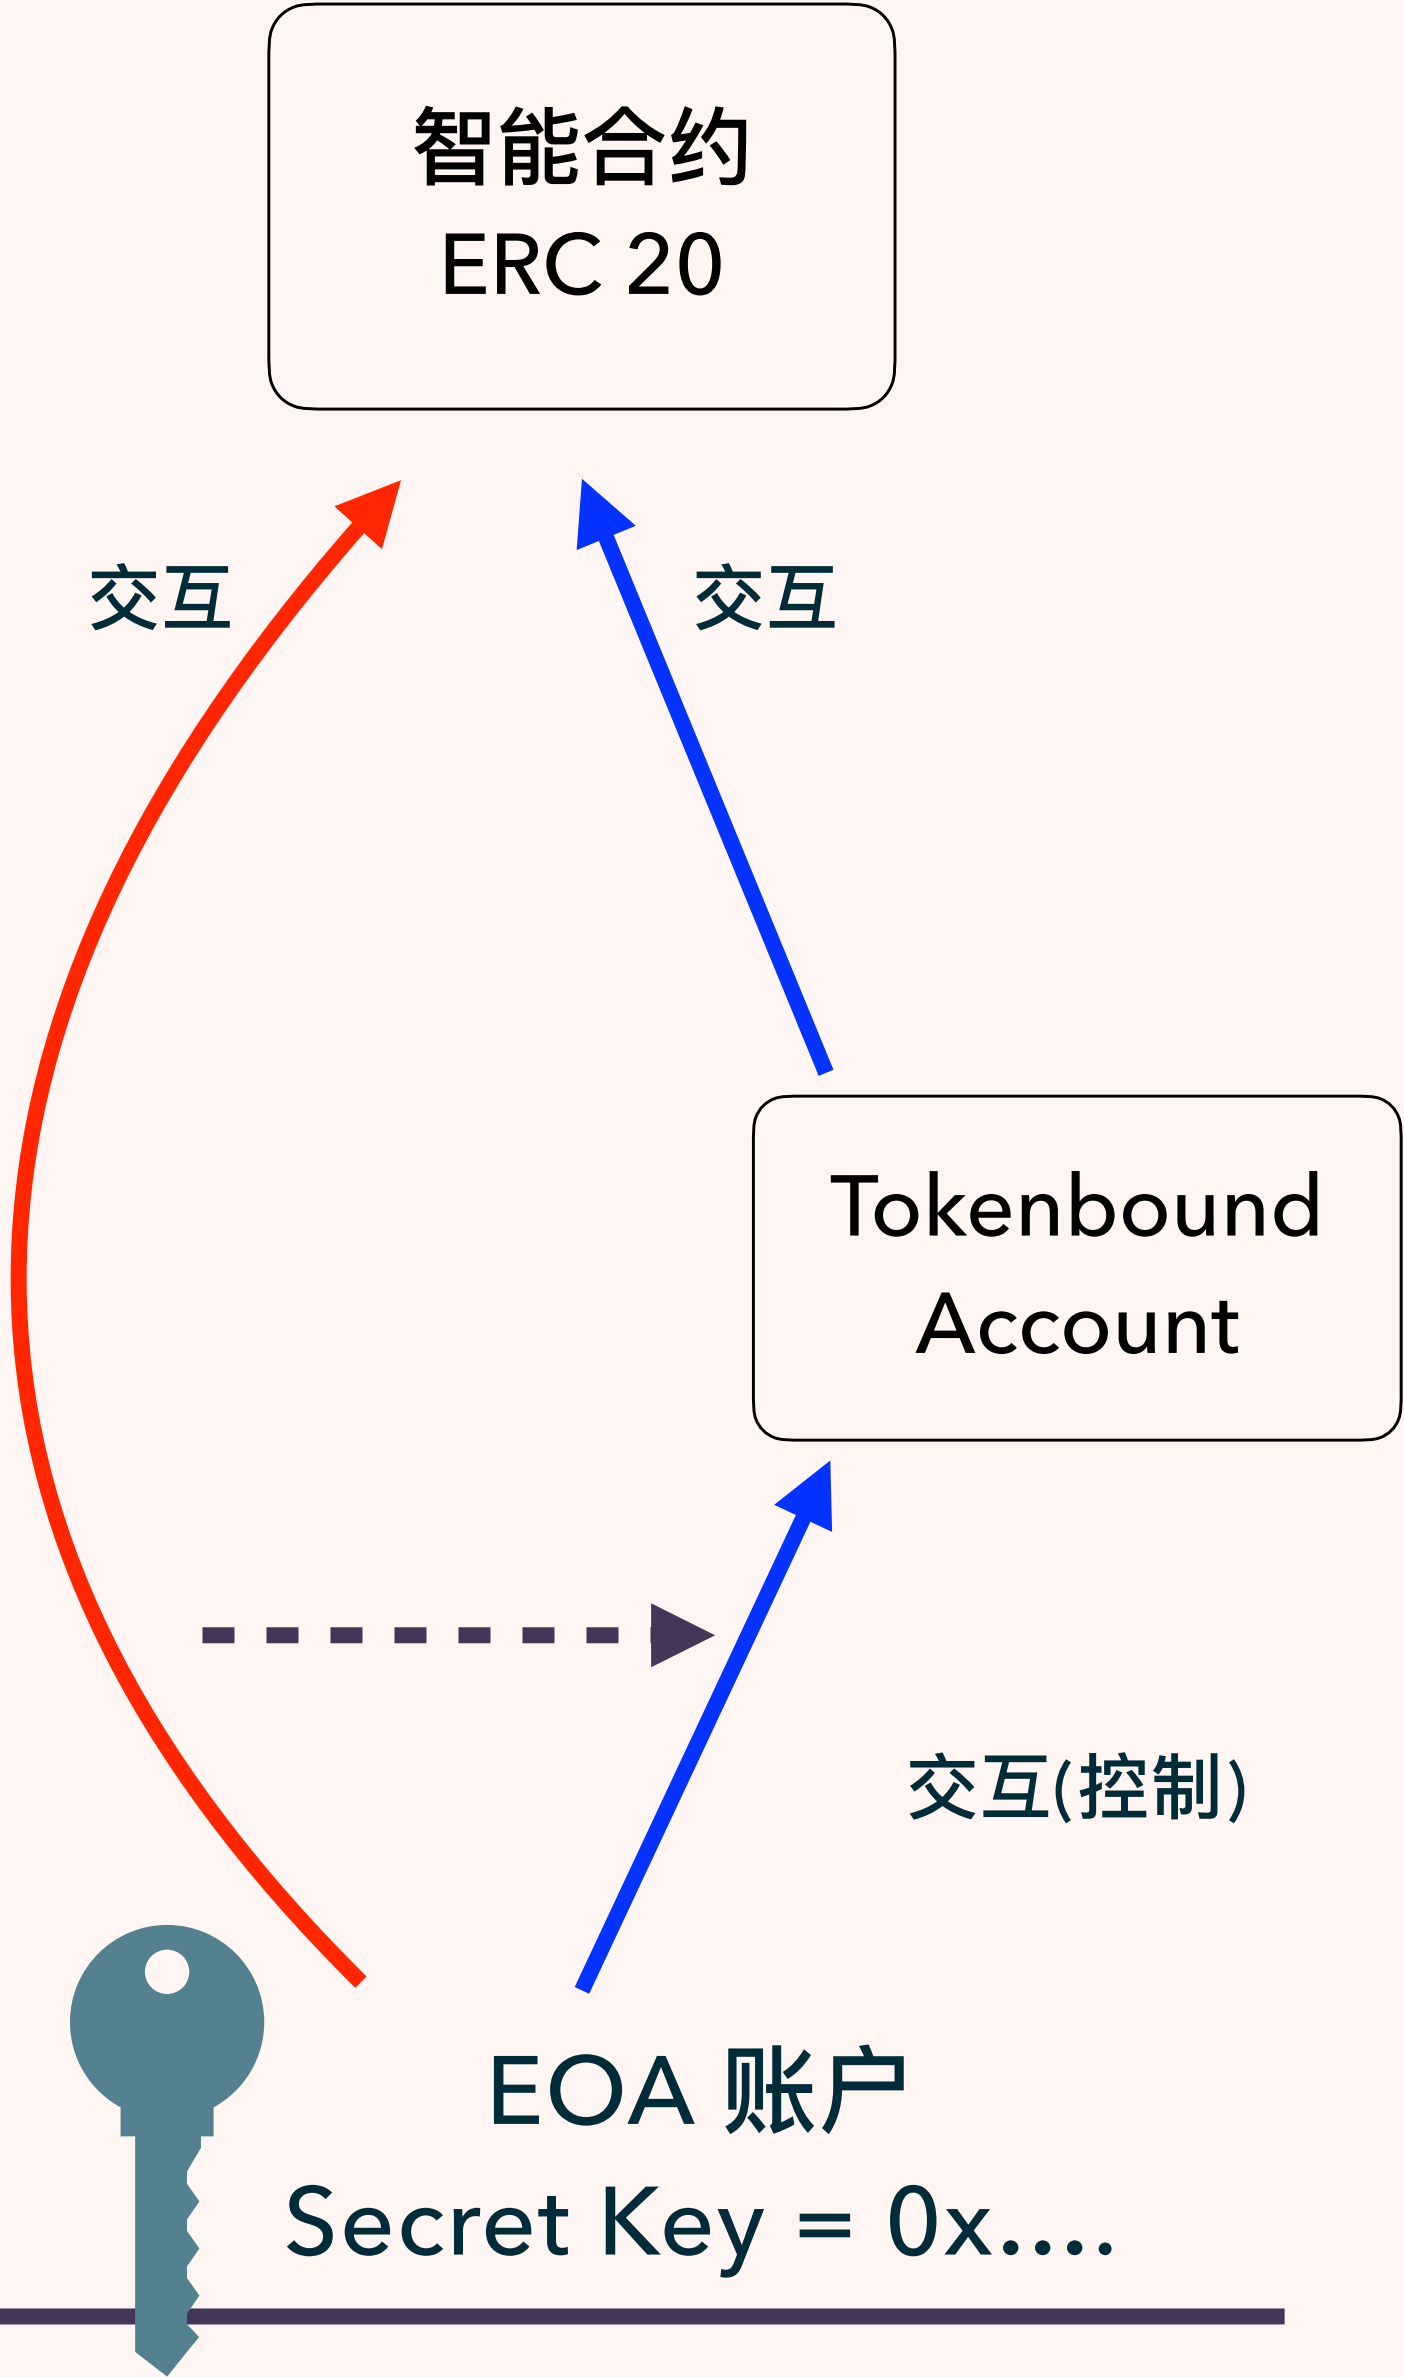 智能合约
ERC 20
交互
交互
Tokenbound
Account
交互(控制)
EOA 账户
Secret Key = 0x....